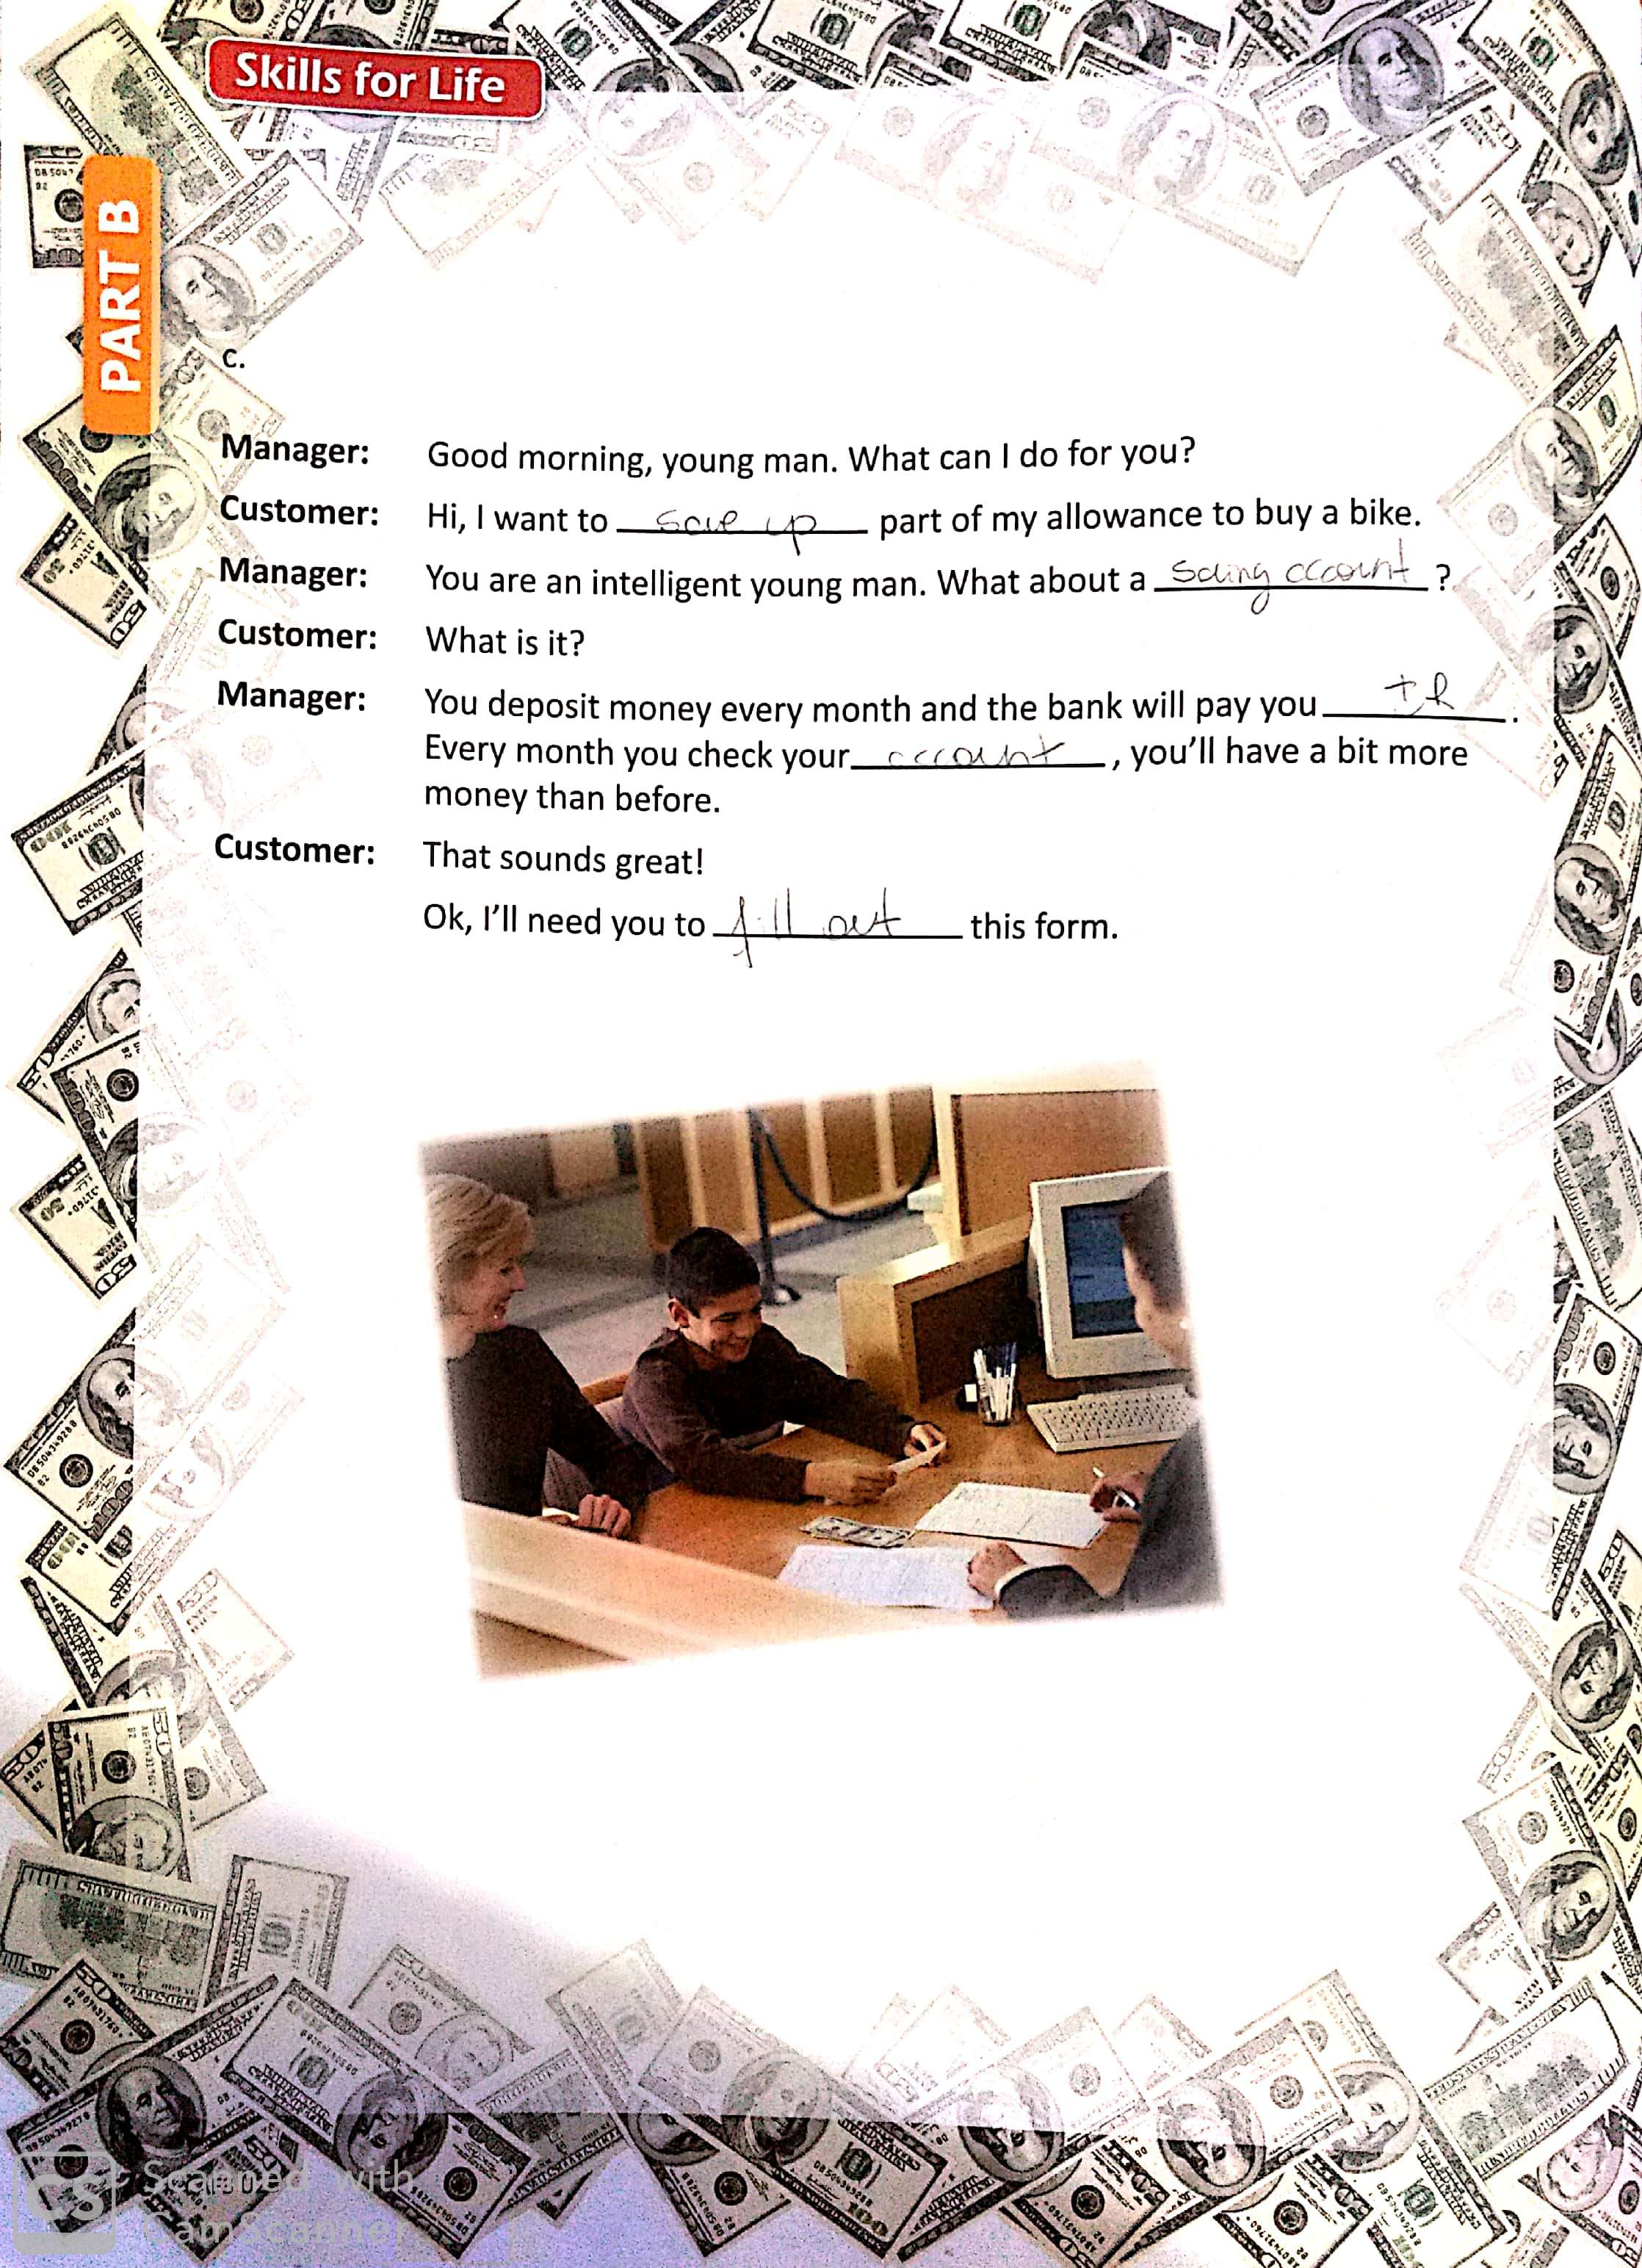 Skills for Life
PART B
c.
Manager: Good morning, young man. What can I do for you?
Customer: Hi, I want to save up part of my allowance to buy a bike.
Manager: You are an intelligent young man. What about a saving account ?
Customer: What is it?
Manager: You deposit money every month and the bank will pay you .
Every month you check your account , you'll have a bit more
money than before.
Customer: That sounds great!
Ok, I'll need you to fill out this form.
CS Scanned with
CamScanner